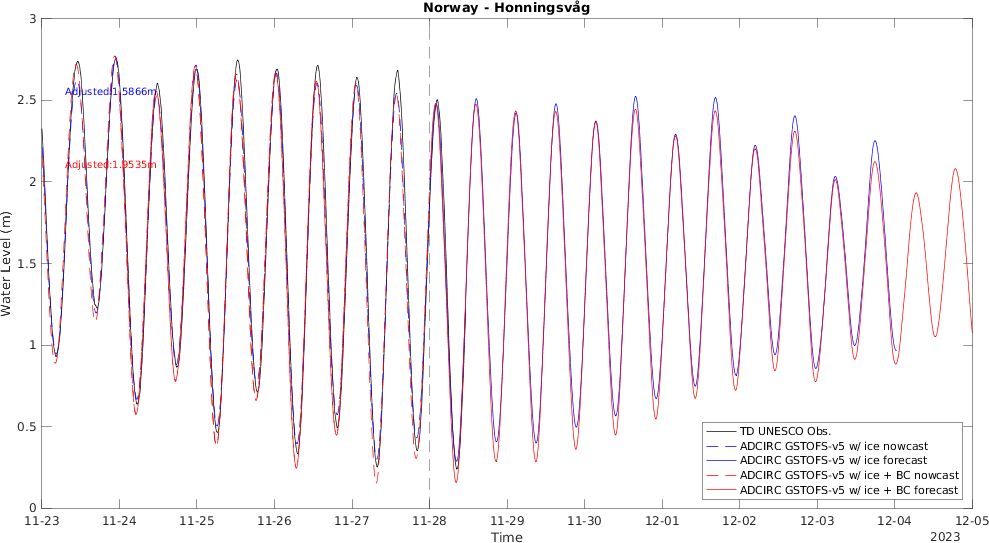 Norway - Honningsvåg
3
2.5
2
1.5
1
0.5
0
Water Level (m)
Adjusted:1.5866m
Adjusted:1.9535m
TD UNESCO Obs.
ADCIRC GSTOFS-v5 w/ ice nowcast
ADCIRC GSTOFS-v5 w/ ice forecast
ADCIRC GSTOFS-v5 w/ ice + BC nowcast
ADCIRC GSTOFS-v5 w/ ice + BC forecast
11-23 11-24 11-25 11-26 11-27 11-28 11-29 11-30 12-01 12-02 12-03 12-04 12-05
Time
2023